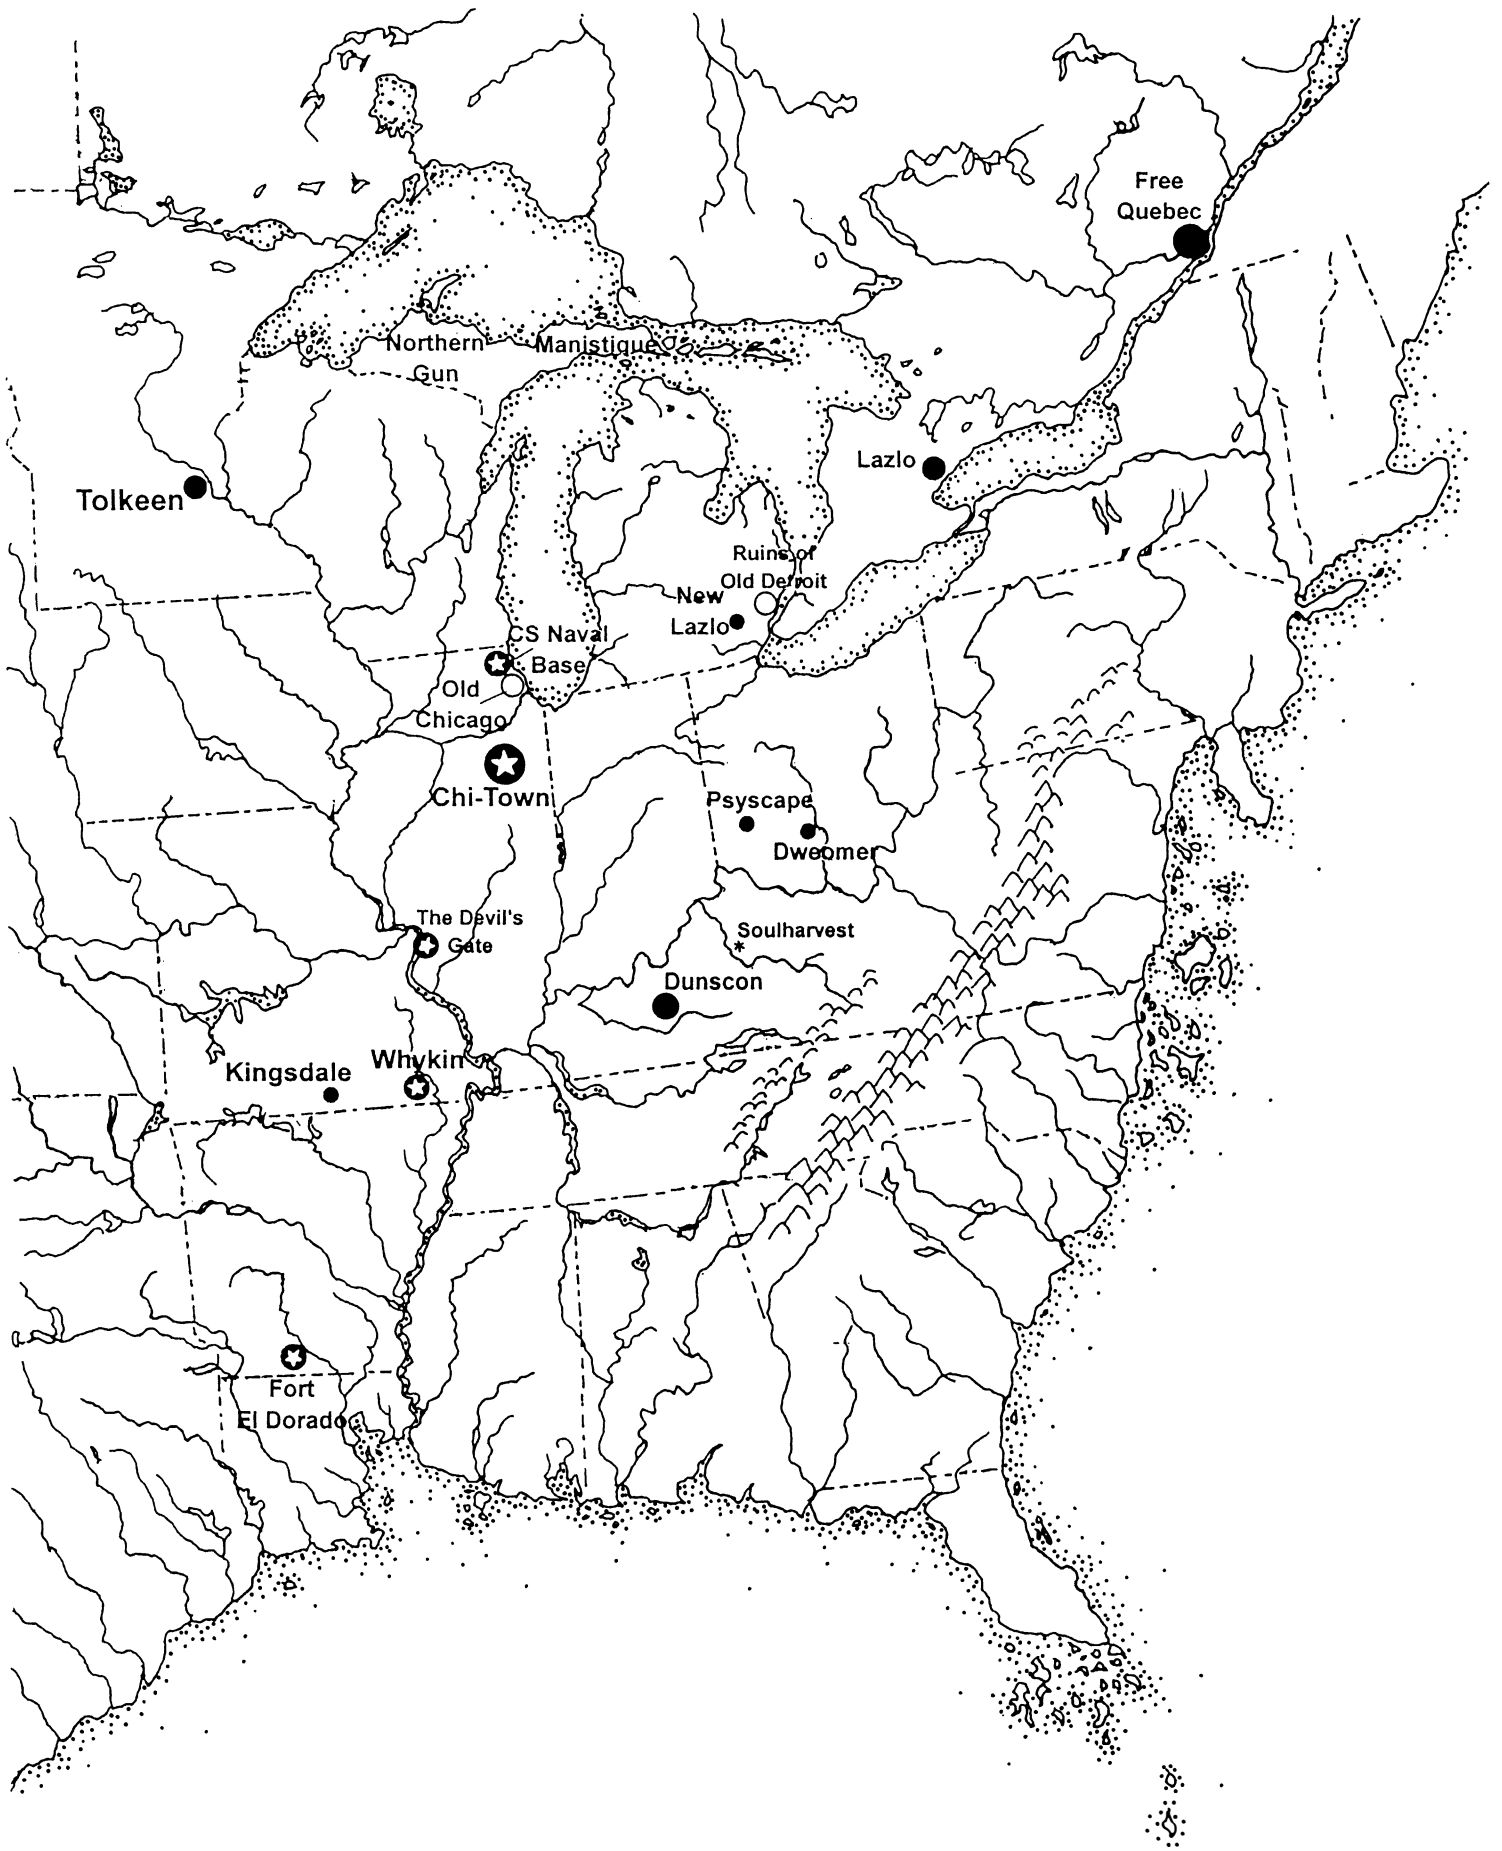 Free
Quebec
Northern
Gun
Manistique
Lazlo
Tolkeen
Ruins of
Old Detroit
New
Lazlo
CS Naval
Base
Old
Chicago
Chi-Town
Psyscape
Dweomer
The Devil's
Gate
Soulharvest
*
Dunscon
Kingsdale
Whykin
Fort
El Dorado